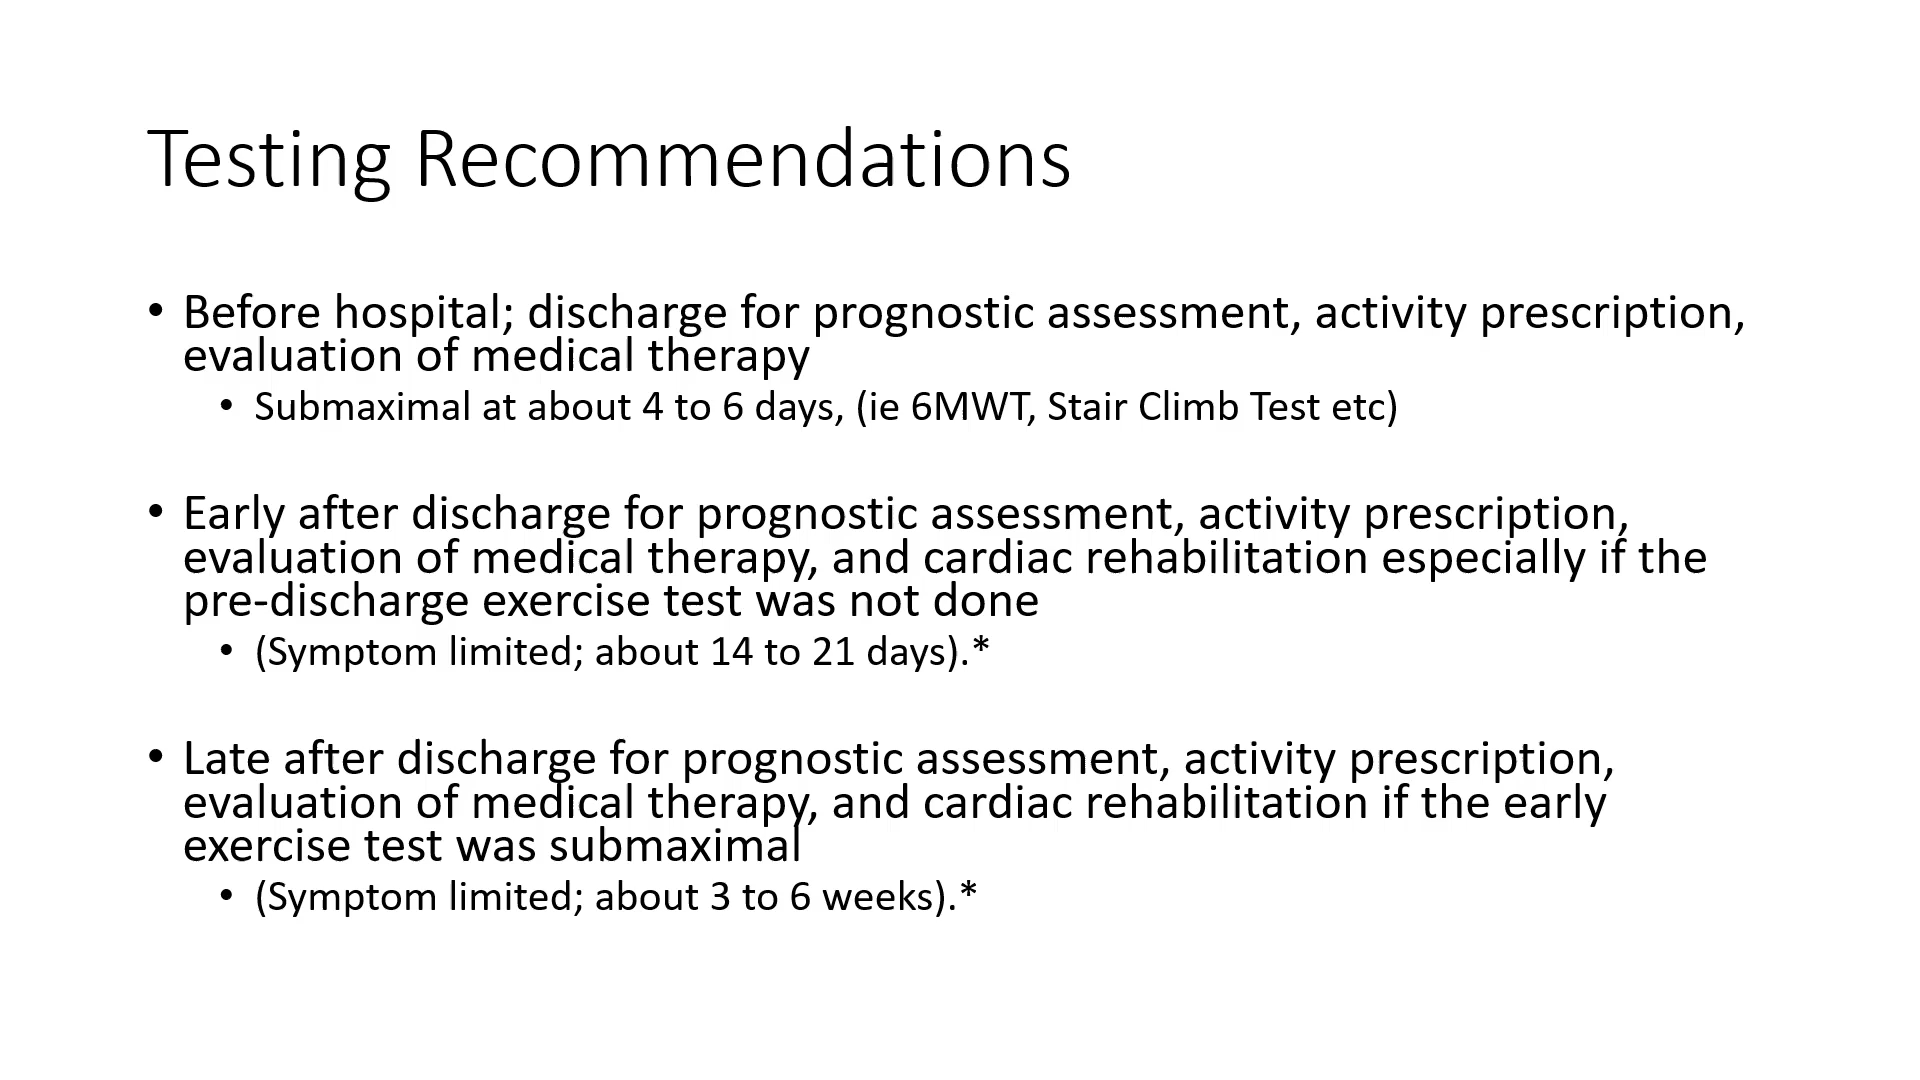 Testing Recommendations
• Before hospital; discharge for prognostic assessment, activity prescription,
evaluation of medical therapy
• Submaximal at about 4 to 6 days, (ie 6MWT, Stair Climb Test etc)
• Early after discharge for prognostic assessment, activity prescription,
evaluation of medical therapy, and cardiac rehabilitation especially if the
pre-discharge exercise test was not done
• (Symptom limited; about 14 to 21 days).*
• Late after discharge for prognostic assessment, activity prescription,
evaluation of medical therapy, and cardiac rehabilitation if the early
exercise test was submaximal
• (Symptom limited; about 3 to 6 weeks).*